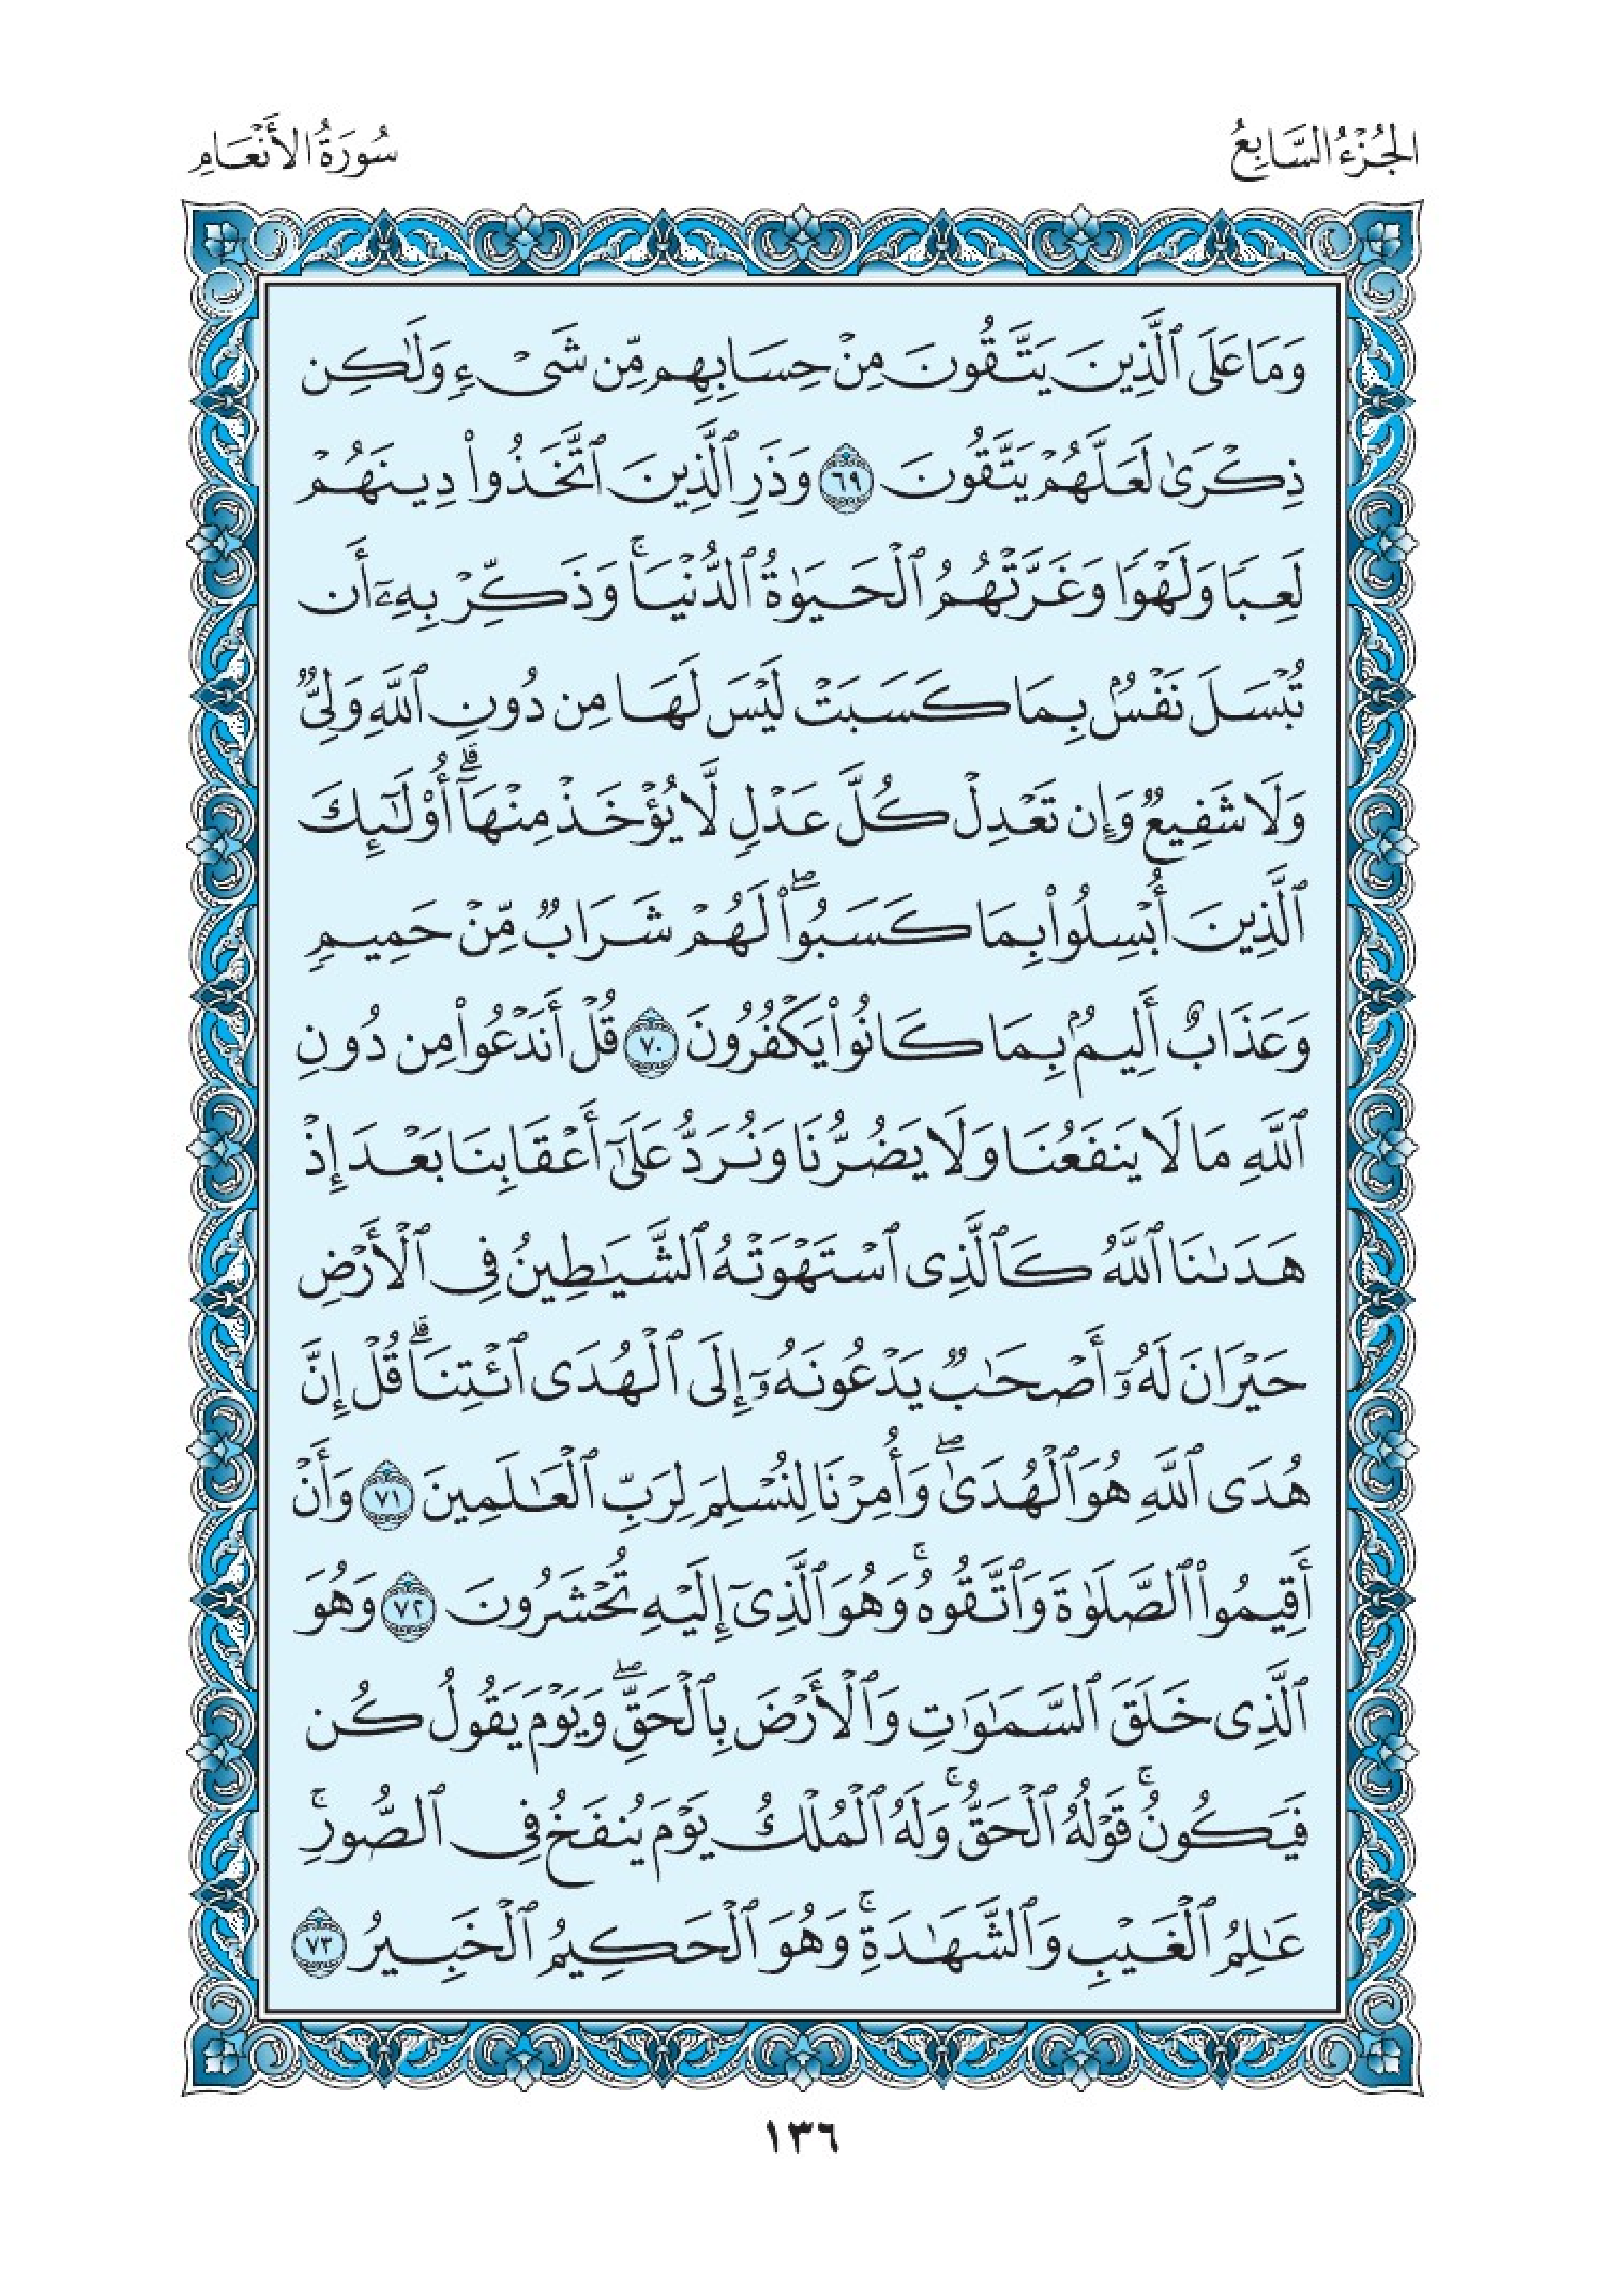 الجُزْءُ السَّابِعُ
سُورَةُ الأَنْعَامِ
وَمَا عَلَى ٱلَّذِينَ يَتَّقُونَ مِنْ حِسَابِهِم مِّن شَىْءٍ وَلَٰكِن
ذِكْرَىٰ لَعَلَّهُمْ يَتَّقُونَ ٦٩ وَذَرِ ٱلَّذِينَ ٱتَّخَذُوا۟ دِينَهُمْ
لَعِبًا وَلَهْوًا وَغَرَّتْهُمُ ٱلْحَيَوٰةُ ٱلدُّنْيَا ۚ وَذَكِّرْ بِهِۦٓ أَن
تُبْسَلَ نَفْسٌۢ بِمَا كَسَبَتْ لَيْسَ لَهَا مِن دُونِ ٱللَّهِ وَلِىٌّ
وَلَا شَفِيعٌ وَإِن تَعْدِلْ كُلَّ عَدْلٍ لَّا يُؤْخَذْ مِنْهَآ ۗ أُو۟لَٰٓئِكَ
ٱلَّذِينَ أُبْسِلُوا۟ بِمَا كَسَبُوا۟ ۖ لَهُمْ شَرَابٌ مِّنْ حَمِيمٍ
وَعَذَابٌ أَلِيمٌۢ بِمَا كَانُوا۟ يَكْفُرُونَ ٧٠ قُلْ أَنَدْعُوا۟ مِن دُونِ
ٱللَّهِ مَا لَا يَنفَعُنَا وَلَا يَضُرُّنَا وَنُرَدُّ عَلَىٰٓ أَعْقَابِنَا بَعْدَ إِذْ
هَدَىٰنَا ٱللَّهُ كَٱلَّذِى ٱسْتَهْوَتْهُ ٱلشَّيَٰطِينُ فِى ٱلْأَرْضِ
حَيْرَانَ لَهُۥٓ أَصْحَٰبٌ يَدْعُونَهُۥٓ إِلَى ٱلْهُدَى ٱئْتِنَا ۗ قُلْ إِنَّ
هُدَى ٱللَّهِ هُوَ ٱلْهُدَىٰ ۖ وَأُمِرْنَا لِنُسْلِمَ لِرَبِّ ٱلْعَٰلَمِينَ ٧١ وَأَنْ
أَقِيمُوا۟ ٱلصَّلَوٰةَ وَٱتَّقُوهُ ۚ وَهُوَ ٱلَّذِىٓ إِلَيْهِ تُحْشَرُونَ ٧٢ وَهُوَ
ٱلَّذِى خَلَقَ ٱلسَّمَٰوَٰتِ وَٱلْأَرْضَ بِٱلْحَقِّ ۖ وَيَوْمَ يَقُولُ كُن
فَيَكُونُ ۚ قَوْلُهُ ٱلْحَقُّ ۚ وَلَهُ ٱلْمُلْكُ يَوْمَ يُنفَخُ فِى ٱلصُّورِ ۚ
عَٰلِمُ ٱلْغَيْبِ وَٱلشَّهَٰدَةِ ۚ وَهُوَ ٱلْحَكِيمُ ٱلْخَبِيرُ ٧٣
١٣٦